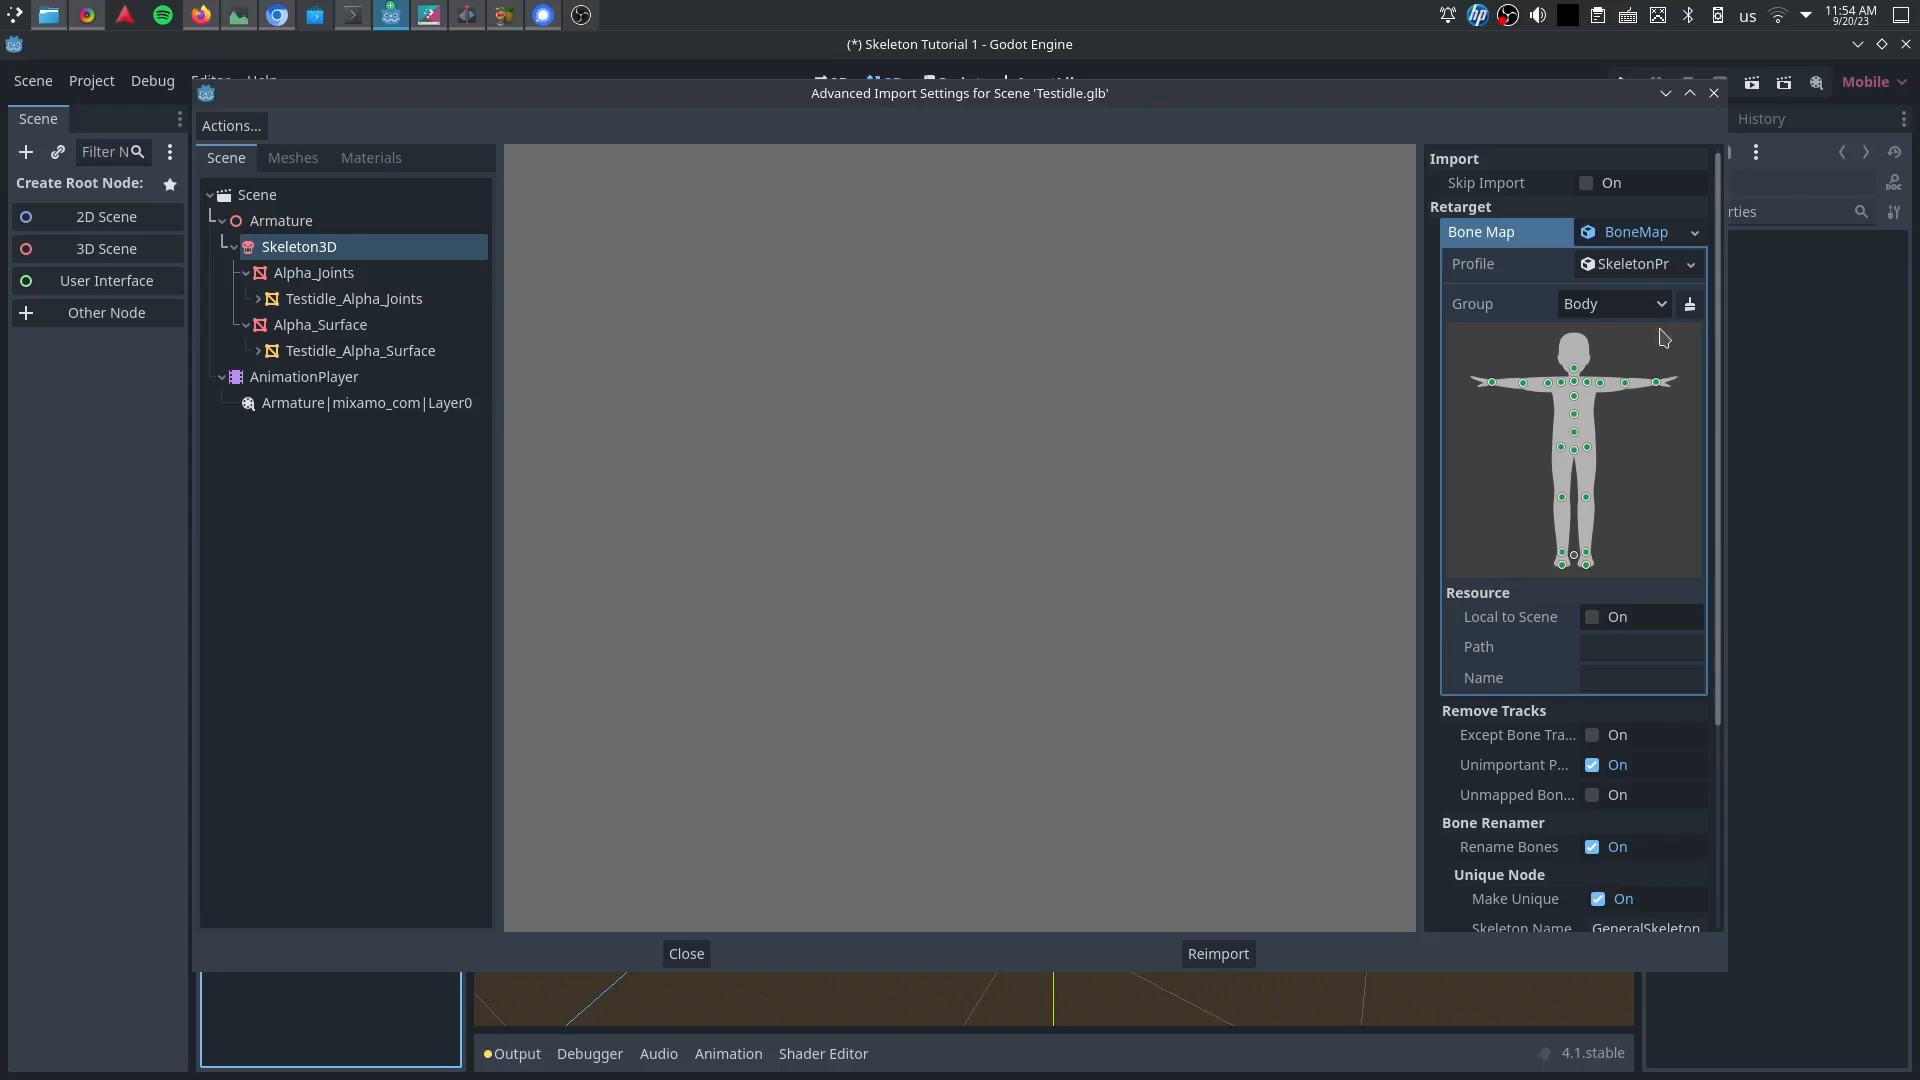 us
11:54 AM
9/20/23
(*) Skeleton Tutorial 1 - Godot Engine
Scene Project Debug
Mobile
Advanced Import Settings for Scene 'Testidle.glb'
Scene
History
Actions...
Scene Meshes Materials
Filter N
Create Root Node:
2D Scene
3D Scene
User Interface
Other Node
Scene
Armature
Skeleton3D
Alpha_Joints
Testidle_Alpha_Joints
Alpha_Surface
Testidle_Alpha_Surface
AnimationPlayer
Armature|mixamo_com|Layer0
Import
Skip Import On
Retarget
Bone Map BoneMap
Profile SkeletonPr
Group Body
Resource
Local to Scene On
Path
Name
Remove Tracks
Except Bone Tra... On
Unimportant P... On
Unmapped Bon... On
Bone Renamer
Rename Bones On
Unique Node
Make Unique On
Skeleton Name GeneralSkeleton
DOC
rties
Close Reimport
Output Debugger Audio Animation Shader Editor 4.1.stable
hp